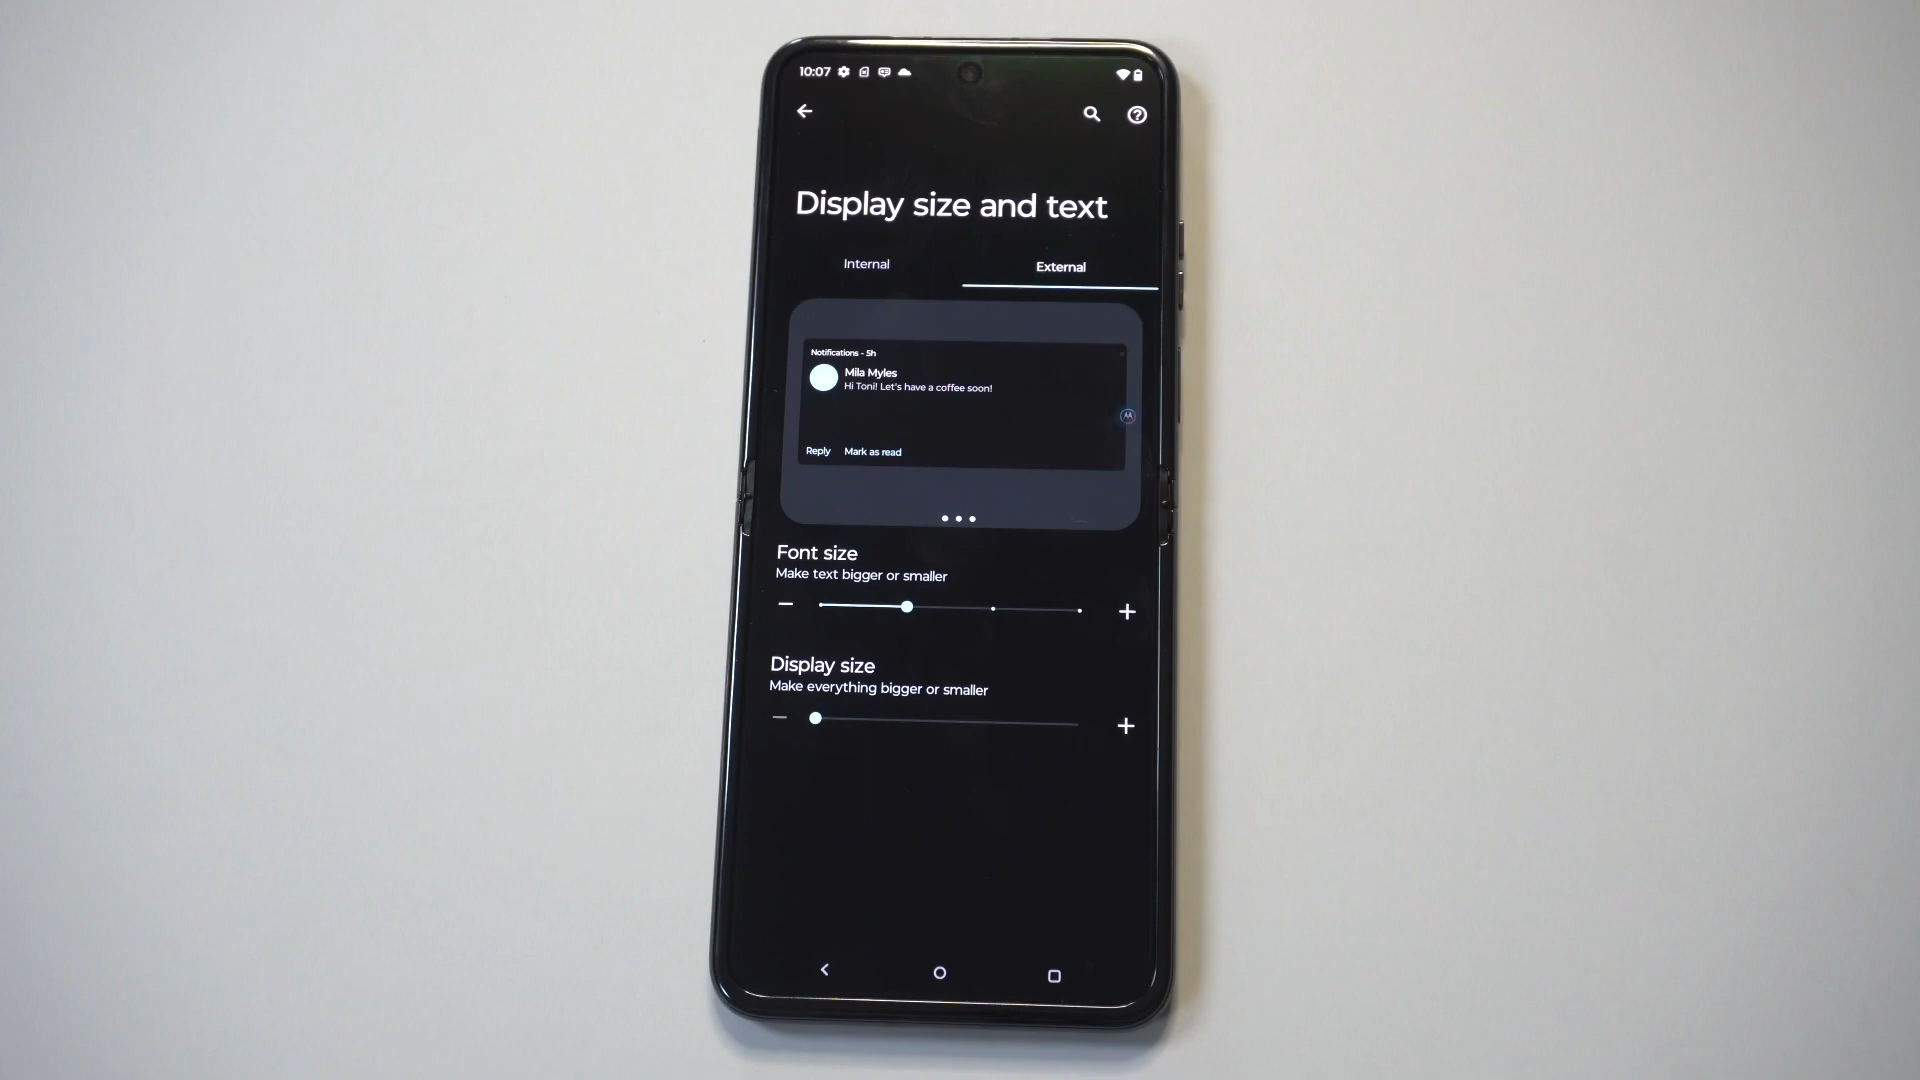 10:07
Display size and text
Internal
External
Notifications - 5h
Mila Myles
Hi Toni! Let's have a coffee soon!
AA
Reply
Mark as read
Font size
Make text bigger or smaller
Display size
Make everything bigger or smaller